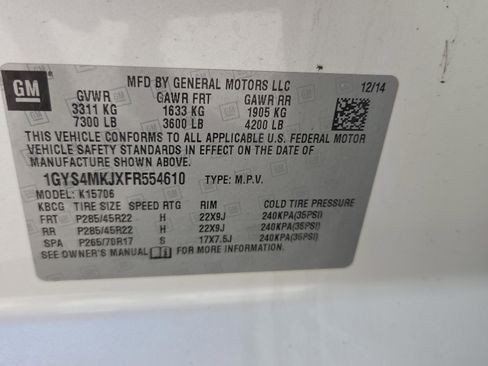 GM
MFD BY GENERAL MOTORS LLC
12/14
GVWR GAWR FRT GAWR RR
3311 KG 1633 KG 1905 KG
7300 LB 3600 LB 4200 LB
THIS VEHICLE CONFORMS TO ALL APPLICABLE U.S. FEDERAL MOTOR
VEHICLE SAFETY STANDARDS IN EFFECT ON THE DATE OF
MANUFACTURE SHOWN ABOVE.
1GYS4MKJXFR554610 TYPE: M.P.V.
MODEL: K15706
KBCG TIRE SIZE SPEED RTG RIM COLD TIRE PRESSURE
FRT P285/45R22 H 22X9J 240KPA(35PSI)
RR P285/45R22 H 22X9J 240KPA(35PSI)
SPA P265/70R17 S 17X7.5J 240KPA(35PSI)
SEE OWNER'S MANUAL FOR MORE INFORMATION.